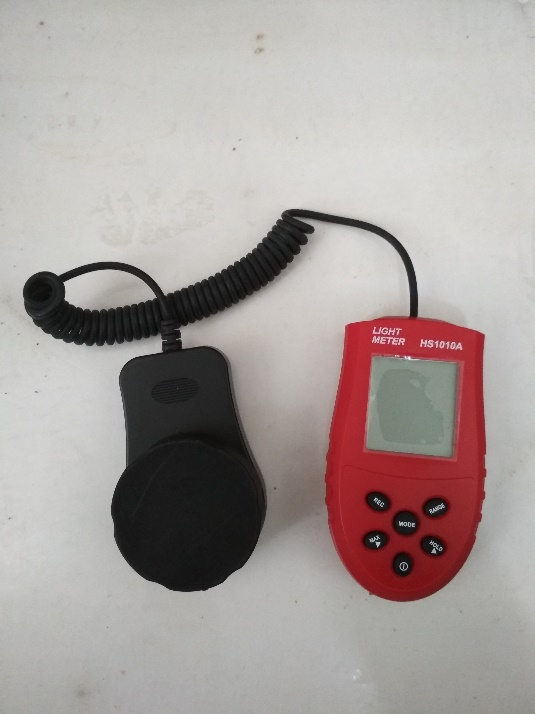 LIGHT
METER HS1010A
REC RANGE
MODE
MAX HOLD